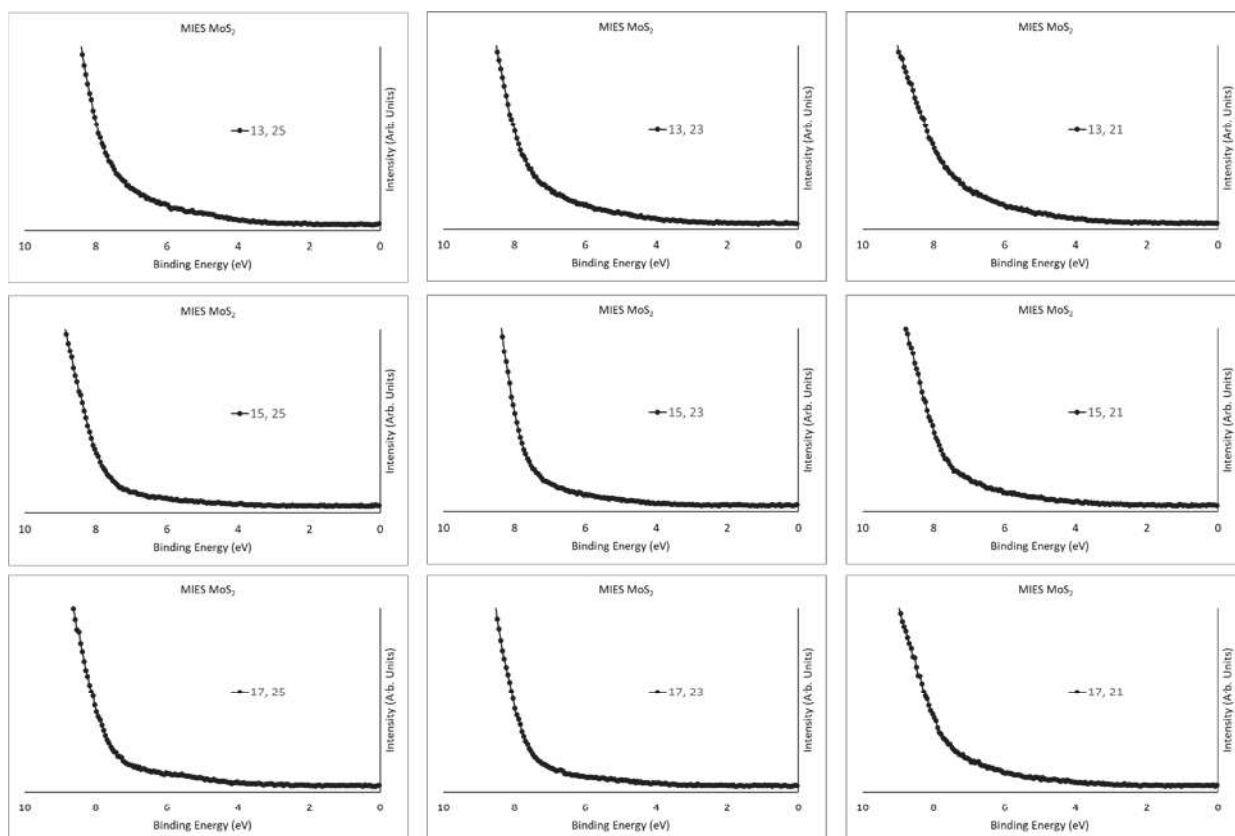 MIES MoS₂
13, 25
Intensity (Arb. Units)
10 8 6 4 2 0
Binding Energy (eV)
MIES MoS₂
13, 23
Intensity (Arb. Units)
10 8 6 4 2 0
Binding Energy (eV)
MIES MoS₂
13, 21
Intensity (Arb. Units)
10 8 6 4 2 0
Binding Energy (eV)
MIES MoS₂
15, 25
Intensity (Arb. Units)
10 8 6 4 2 0
Binding Energy (eV)
MIES MoS₂
15, 23
Intensity (Arb. Units)
10 8 6 4 2 0
Binding Energy (eV)
MIES MoS₂
15, 21
Intensity (Arb. Units)
10 8 6 4 2 0
Binding Energy (eV)
MIES MoS₂
17, 25
Intensity (Arb. Units)
10 8 6 4 2 0
Binding Energy (eV)
MIES MoS₂
17, 23
Intensity (Arb. Units)
10 8 6 4 2 0
Binding Energy (eV)
MIES MoS₂
17, 21
Intensity (Arb. Units)
10 8 6 4 2 0
Binding Energy (eV)